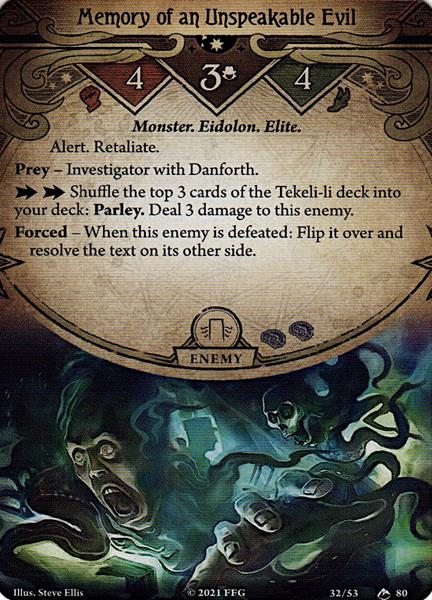 Memory of an Unspeakable Evil
4 3 4
Monster. Eidolon. Elite.
Alert. Retaliate.
Prey – Investigator with Danforth.
Shuffle the top 3 cards of the Tekeli-li deck into
your deck: Parley. Deal 3 damage to this enemy.
Forced – When this enemy is defeated: Flip it over and
resolve the text on its other side.
ENEMY
Illus. Steve Ellis © 2021 FFG 32/53 80